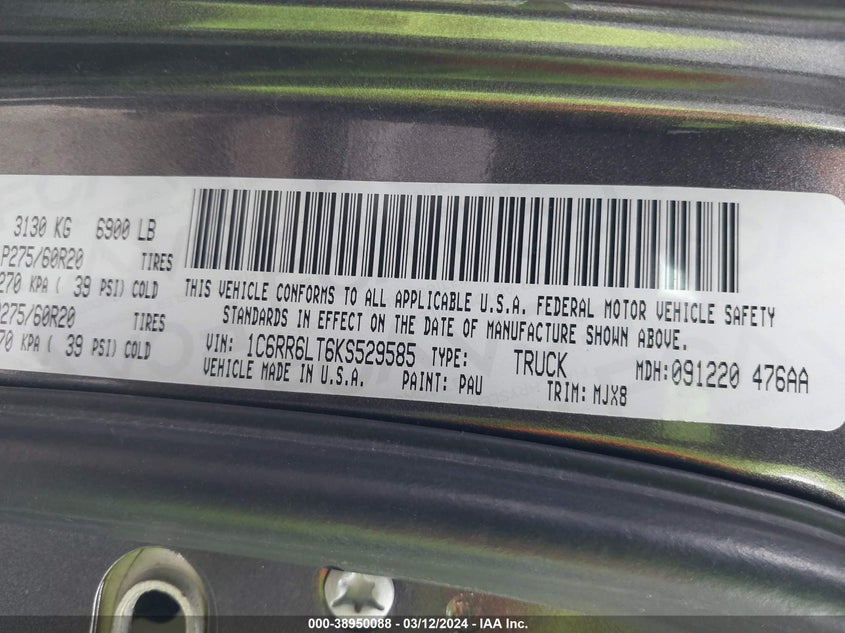 3130 KG 6900 LB
P275/60R20 TIRES
270 KPA ( 39 PSI) COLD
P275/60R20 TIRES
70 KPA ( 39 PSI) COLD
THIS VEHICLE CONFORMS TO ALL APPLICABLE U.S.A. FEDERAL MOTOR VEHICLE SAFETY
STANDARDS IN EFFECT ON THE DATE OF MANUFACTURE SHOWN ABOVE.
VIN: 1C6RR6LT6KS529585 TYPE: TRUCK MDH:091220 476AA
VEHICLE MADE IN U.S.A. PAINT: PAU TRIM: MJX8
000-38950088 - 03/12/2024 - IAA Inc.